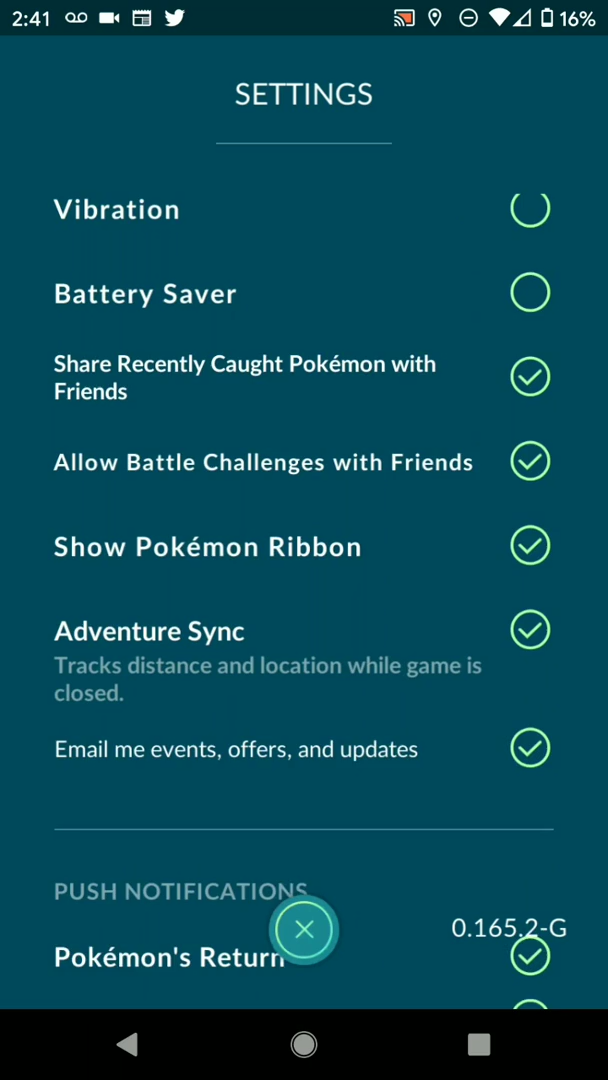 2:41
16%
SETTINGS
Vibration
Battery Saver
Share Recently Caught Pokémon with
Friends
Allow Battle Challenges with Friends
Show Pokémon Ribbon
Adventure Sync
Tracks distance and location while game is
closed.
Email me events, offers, and updates
PUSH NOTIFICATIONS
0.165.2-G
Pokémon's Return